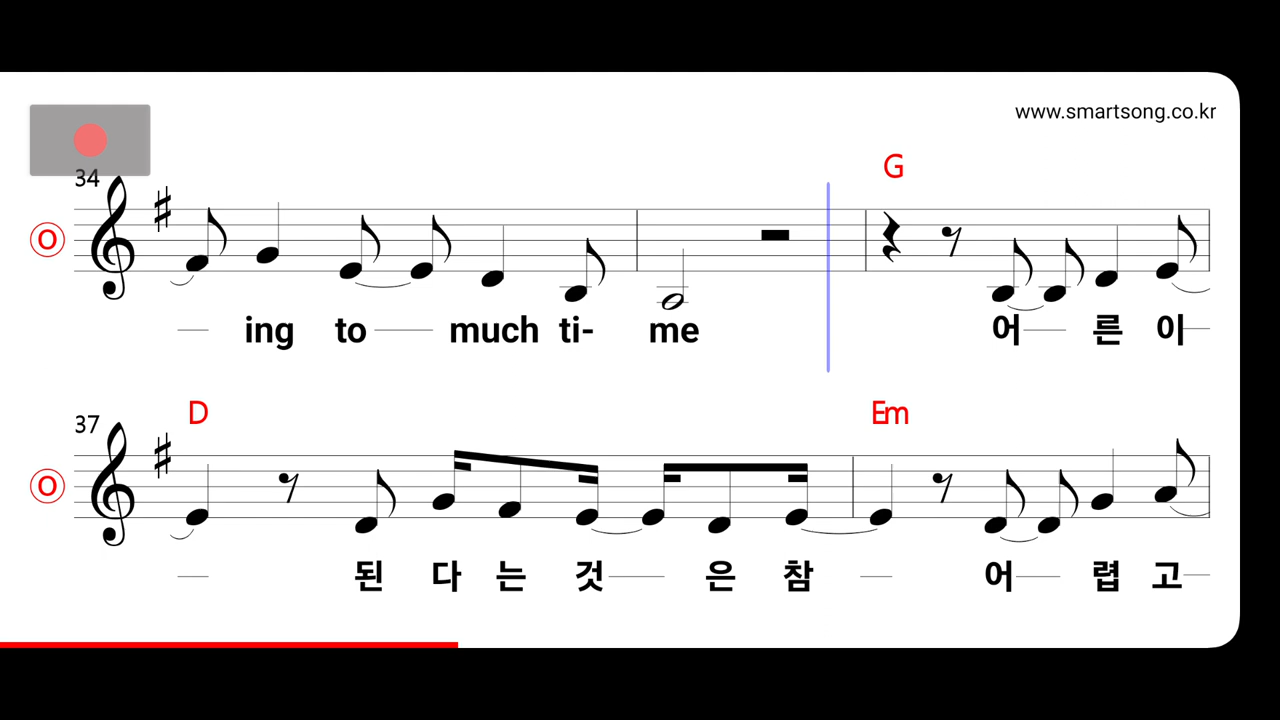 www.smartsong.co.kr
34
G
O
ing to much ti- me 어 른 이
37
D Em
O
된 다 는 것 은 참 어 렵 고